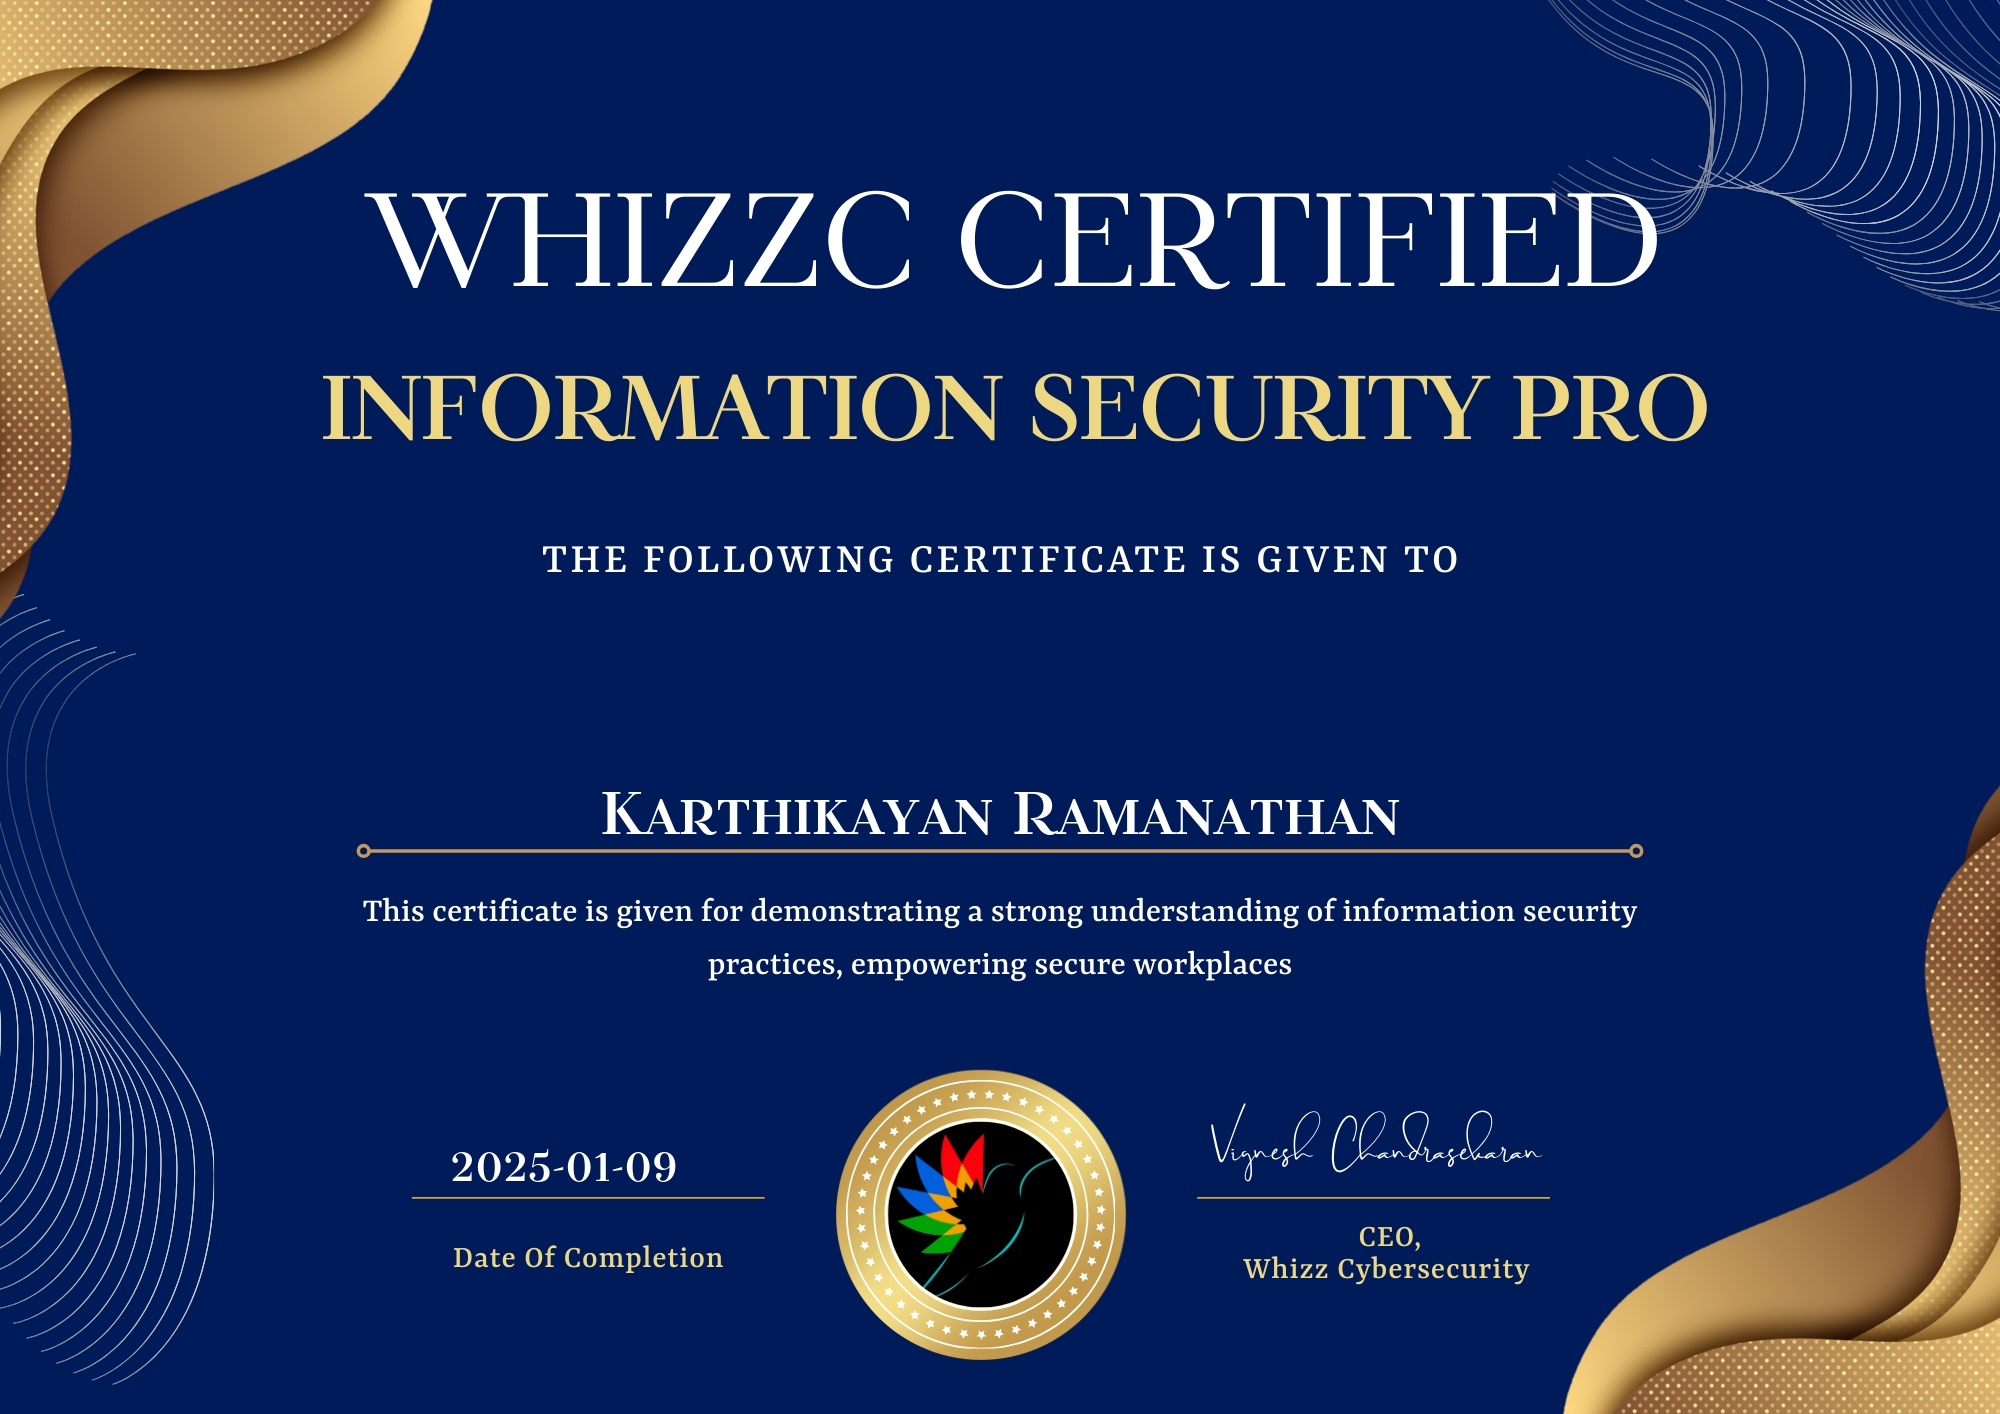 WHIZZC CERTIFIED
INFORMATION SECURITY PRO
THE FOLLOWING CERTIFICATE IS GIVEN TO
Karthikayan Ramanathan
This certificate is given for demonstrating a strong understanding of information security
practices, empowering secure workplaces
2025-01-09
Date Of Completion
Vignesh Chandrasekaran
CEO,
Whizz Cybersecurity